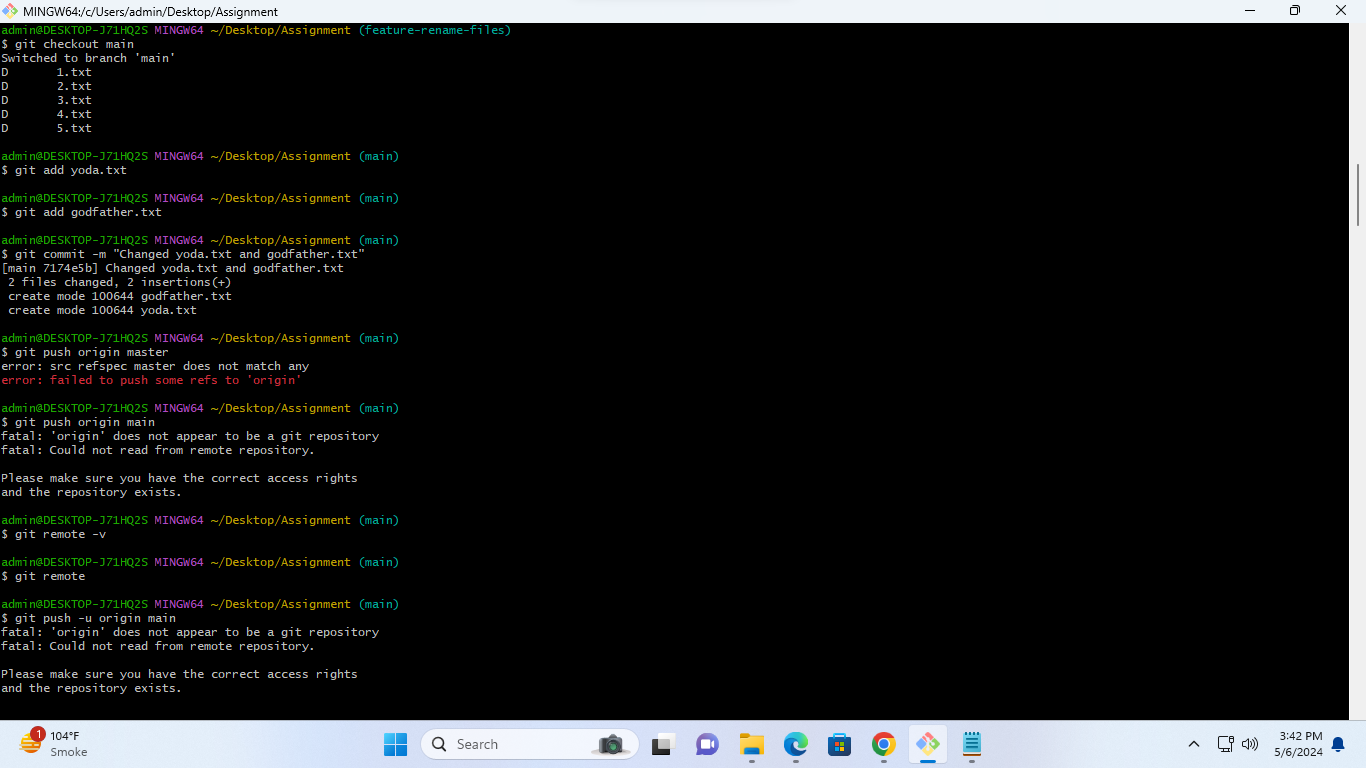 MINGW64:/c/Users/admin/Desktop/Assignment
admin@DESKTOP-J71HQ2S MINGW64 ~/Desktop/Assignment (feature-rename-files)
$ git checkout main
Switched to branch 'main'
D       1.txt
D       2.txt
D       3.txt
D       4.txt
D       5.txt
admin@DESKTOP-J71HQ2S MINGW64 ~/Desktop/Assignment (main)
$ git add yoda.txt
admin@DESKTOP-J71HQ2S MINGW64 ~/Desktop/Assignment (main)
$ git add godfather.txt
admin@DESKTOP-J71HQ2S MINGW64 ~/Desktop/Assignment (main)
$ git commit -m "Changed yoda.txt and godfather.txt"
[main 7174e5b] Changed yoda.txt and godfather.txt
 2 files changed, 2 insertions(+)
 create mode 100644 godfather.txt
 create mode 100644 yoda.txt
admin@DESKTOP-J71HQ2S MINGW64 ~/Desktop/Assignment (main)
$ git push origin master
error: src refspec master does not match any
error: failed to push some refs to 'origin'
admin@DESKTOP-J71HQ2S MINGW64 ~/Desktop/Assignment (main)
$ git push origin main
fatal: 'origin' does not appear to be a git repository
fatal: Could not read from remote repository.
Please make sure you have the correct access rights
and the repository exists.
admin@DESKTOP-J71HQ2S MINGW64 ~/Desktop/Assignment (main)
$ git remote -v
admin@DESKTOP-J71HQ2S MINGW64 ~/Desktop/Assignment (main)
$ git remote
admin@DESKTOP-J71HQ2S MINGW64 ~/Desktop/Assignment (main)
$ git push -u origin main
fatal: 'origin' does not appear to be a git repository
fatal: Could not read from remote repository.
Please make sure you have the correct access rights
and the repository exists.
1
104°F
Smoke
Search
3:42 PM
5/6/2024